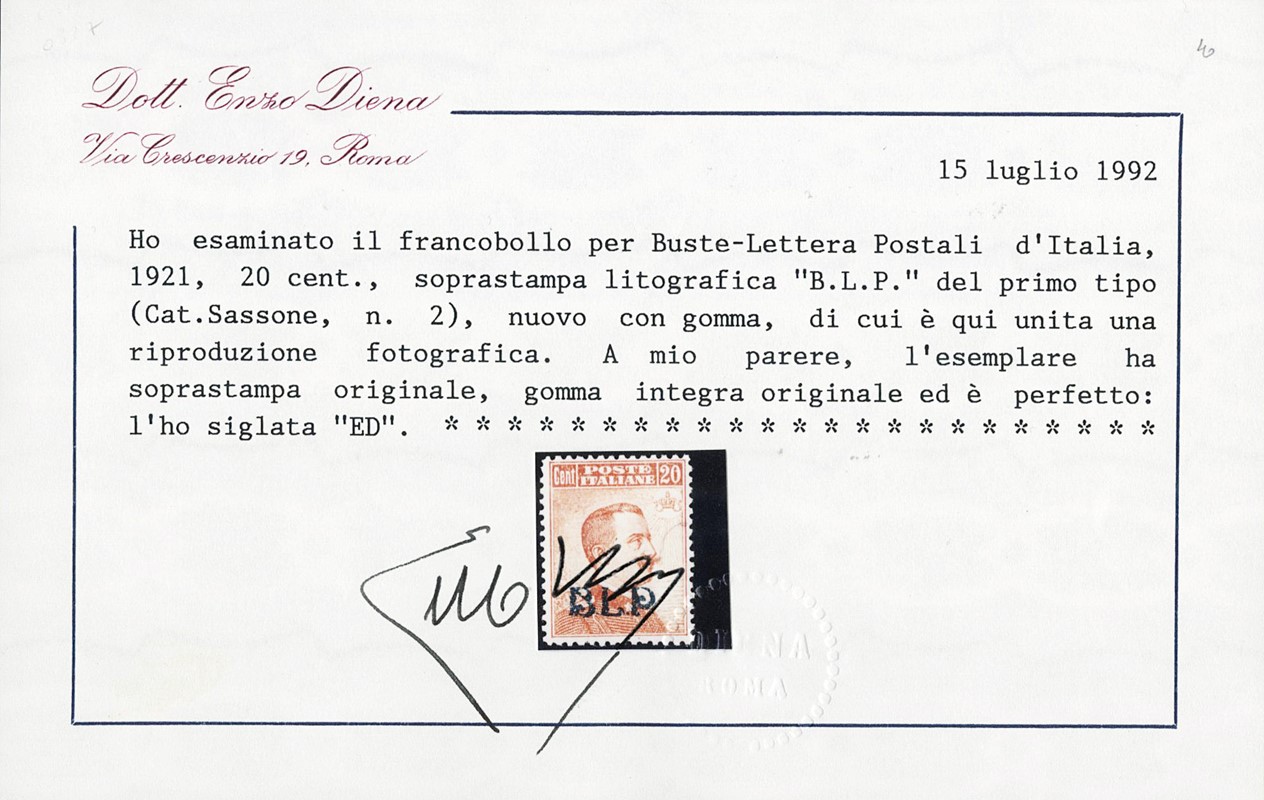 Dott. Enzo Diena
Via Crescenzio 19, Roma
15 luglio 1992
Ho esaminato il francobollo per Buste-Lettera Postali d'Italia,
1921, 20 cent., soprastampa litografica "B.L.P." del primo tipo
(Cat.Sassone, n. 2), nuovo con gomma, di cui è qui unita una
riproduzione fotografica. A mio parere, l'esemplare ha
soprastampa originale, gomma integra originale ed è perfetto:
l'ho siglata "ED". * * * * * * * * * * * * * * * * * * * * * * *
Cent POSTE ITALIANE 20
BLP
DIENA
ROMA